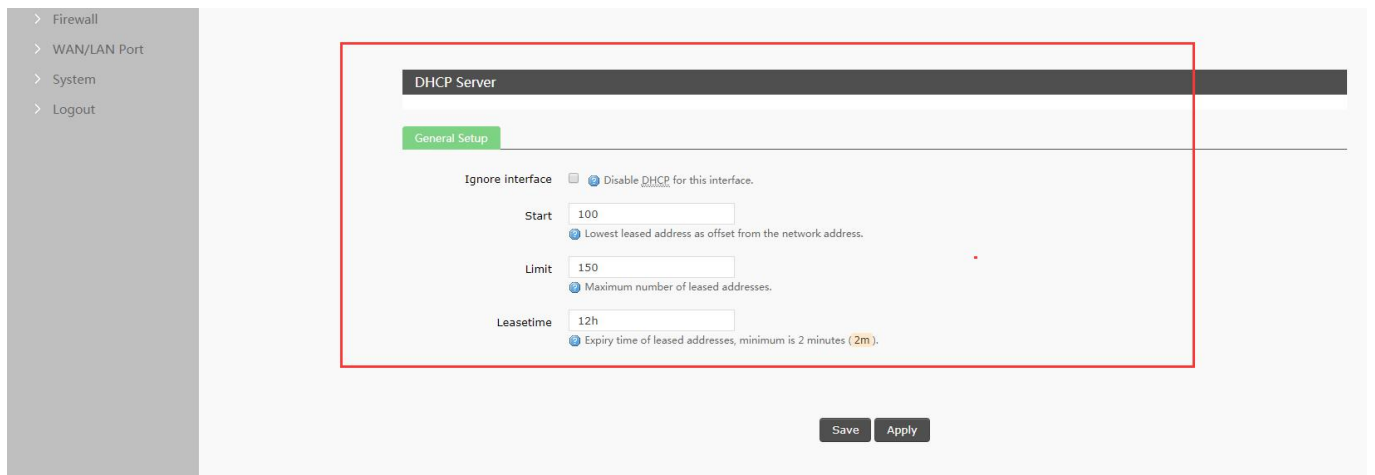 Firewall
WAN/LAN Port
System
Logout
DHCP Server
General Setup
Ignore interface Disable DHCP for this interface.
Start 100
Lowest leased address as offset from the network address.
Limit 150
Maximum number of leased addresses.
Leasetime 12h
Expiry time of leased addresses, minimum is 2 minutes (2m).
Save Apply